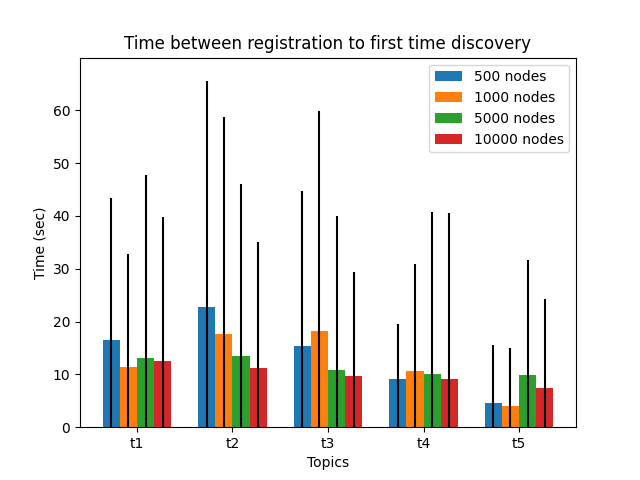 Time between registration to first time discovery
500 nodes
1000 nodes
5000 nodes
10000 nodes
Time (sec)
60
50
40
30
20
10
0
t1 t2 t3 t4 t5
Topics